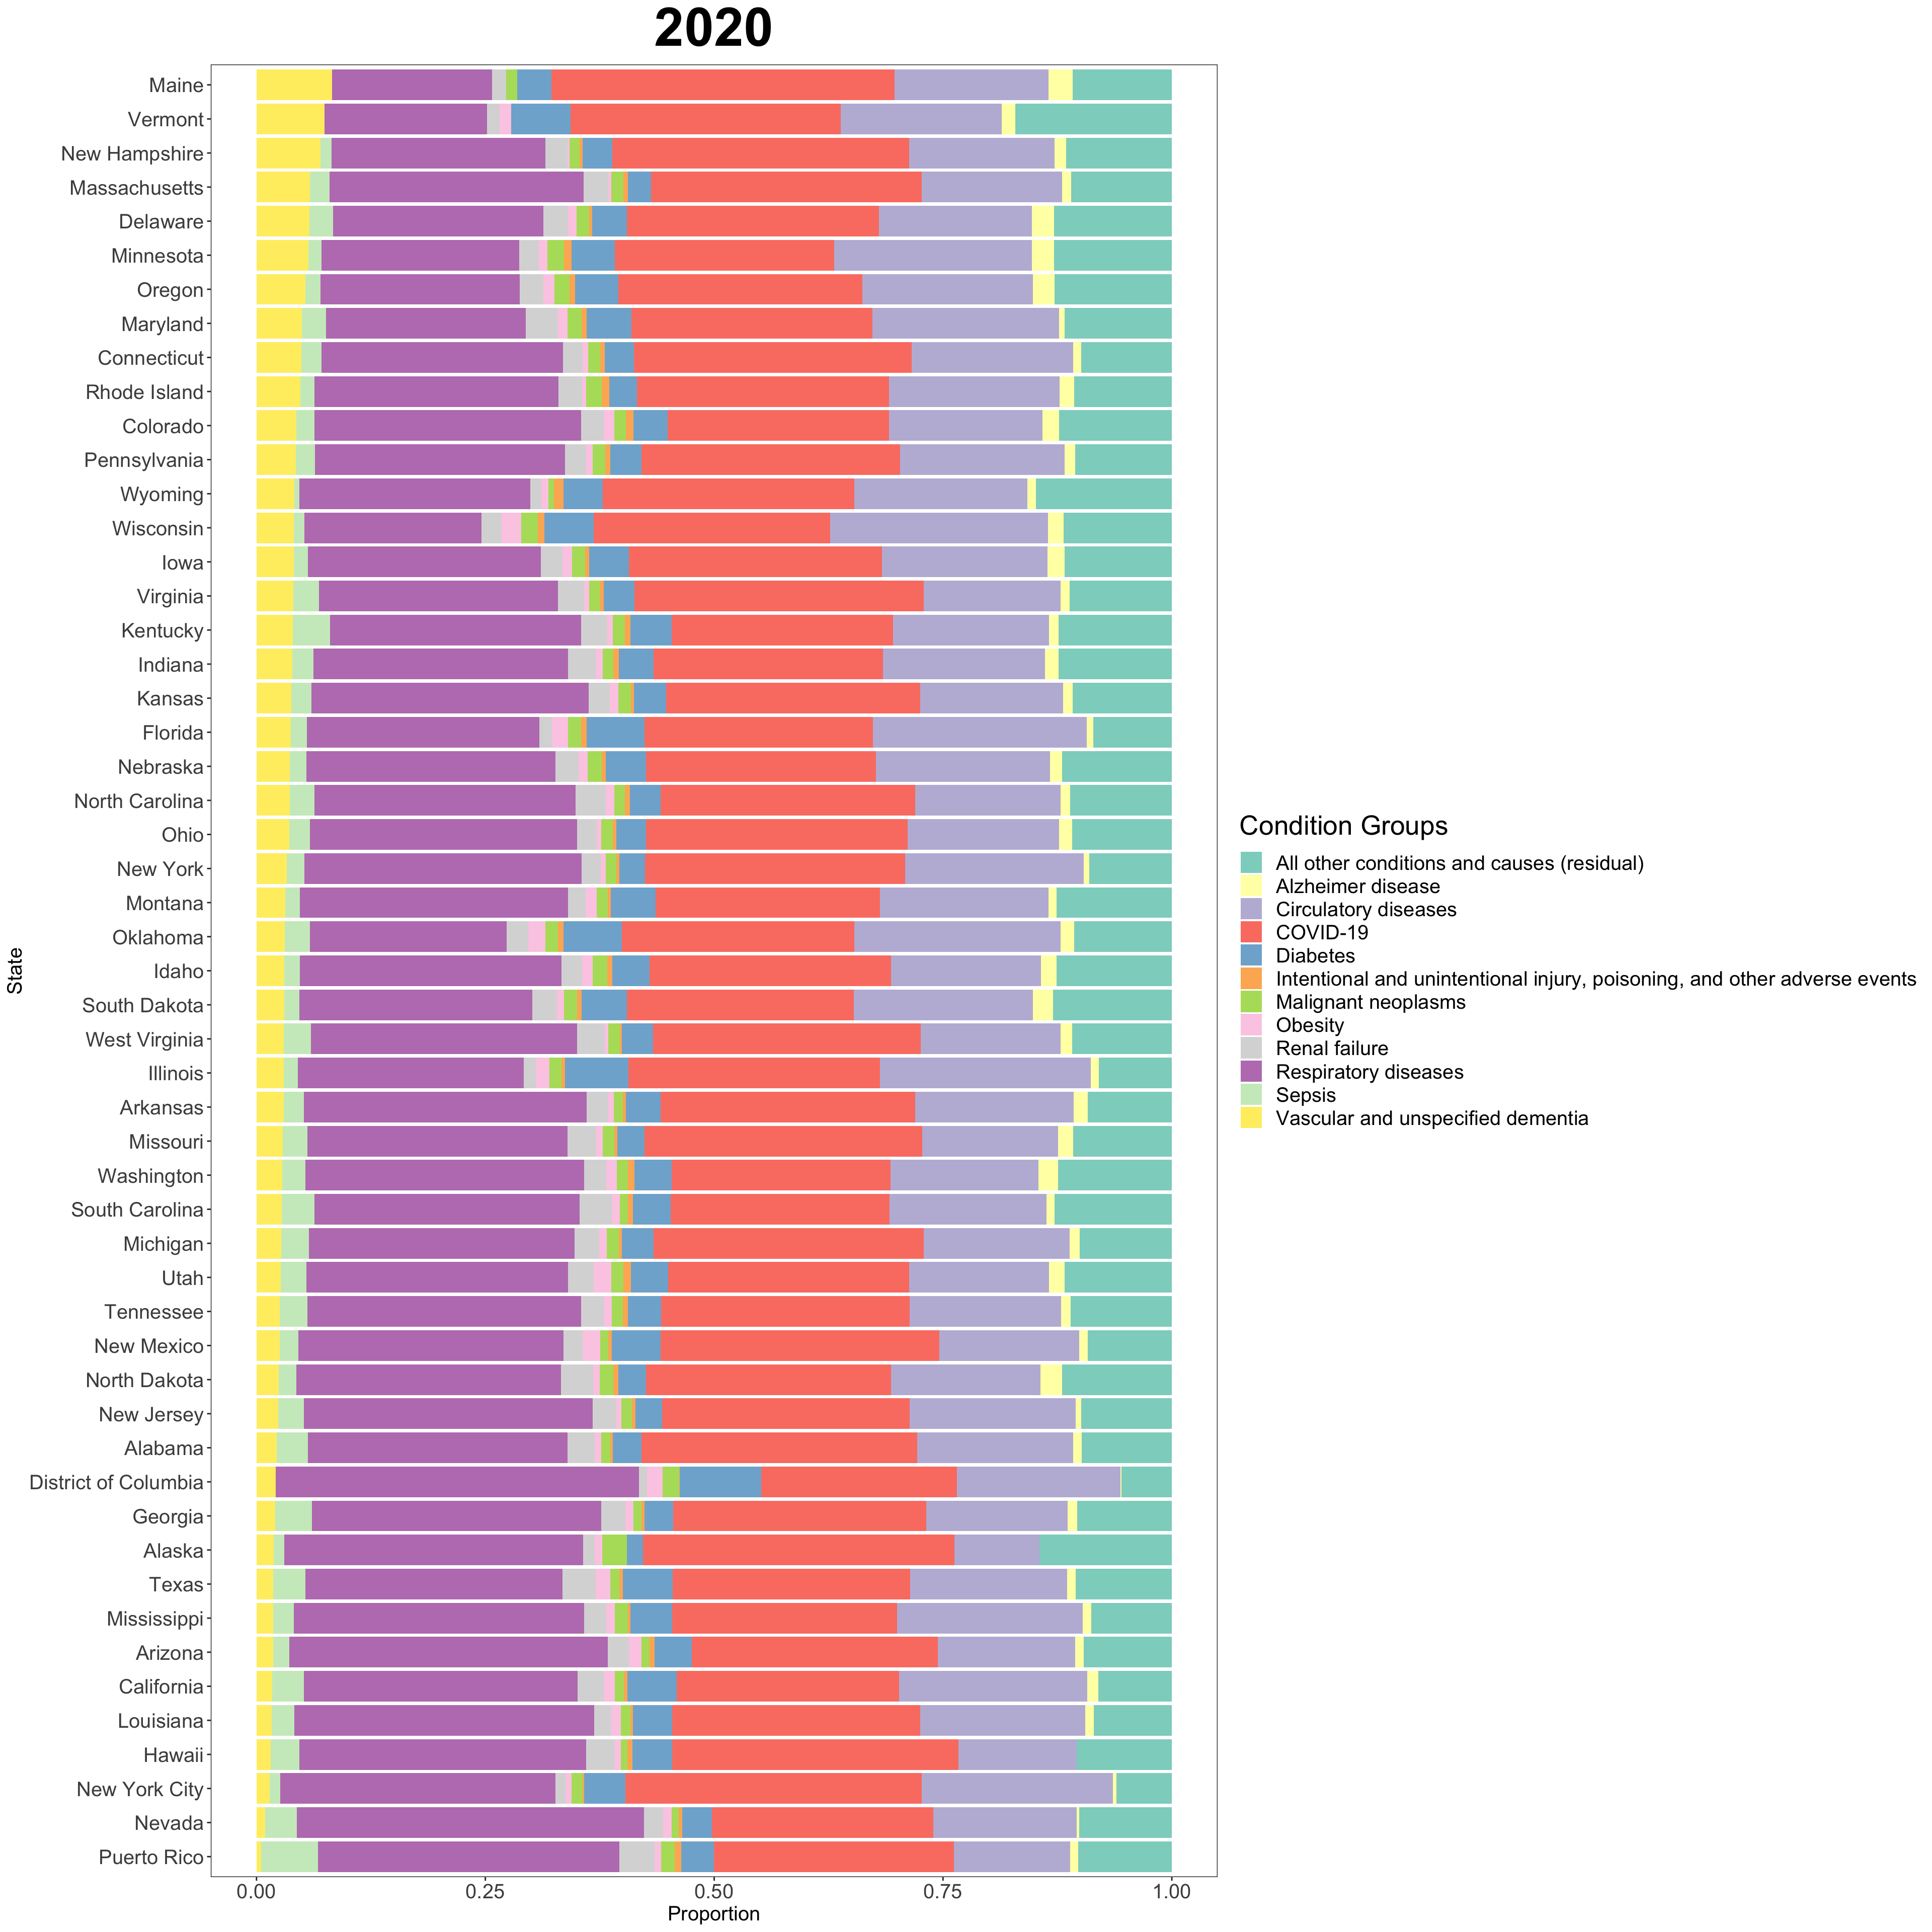 2020
State
Maine
Vermont
New Hampshire
Massachusetts
Delaware
Minnesota
Oregon
Maryland
Connecticut
Rhode Island
Colorado
Pennsylvania
Wyoming
Wisconsin
Iowa
Virginia
Kentucky
Indiana
Kansas
Florida
Nebraska
North Carolina
Ohio
New York
Montana
Oklahoma
Idaho
South Dakota
West Virginia
Illinois
Arkansas
Missouri
Washington
South Carolina
Michigan
Utah
Tennessee
New Mexico
North Dakota
New Jersey
Alabama
District of Columbia
Georgia
Alaska
Texas
Mississippi
Arizona
California
Louisiana
Hawaii
New York City
Nevada
Puerto Rico
0.00 0.25 0.50 0.75 1.00
Proportion
Condition Groups
All other conditions and causes (residual)
Alzheimer disease
Circulatory diseases
COVID-19
Diabetes
Intentional and unintentional injury, poisoning, and other adverse events
Malignant neoplasms
Obesity
Renal failure
Respiratory diseases
Sepsis
Vascular and unspecified dementia